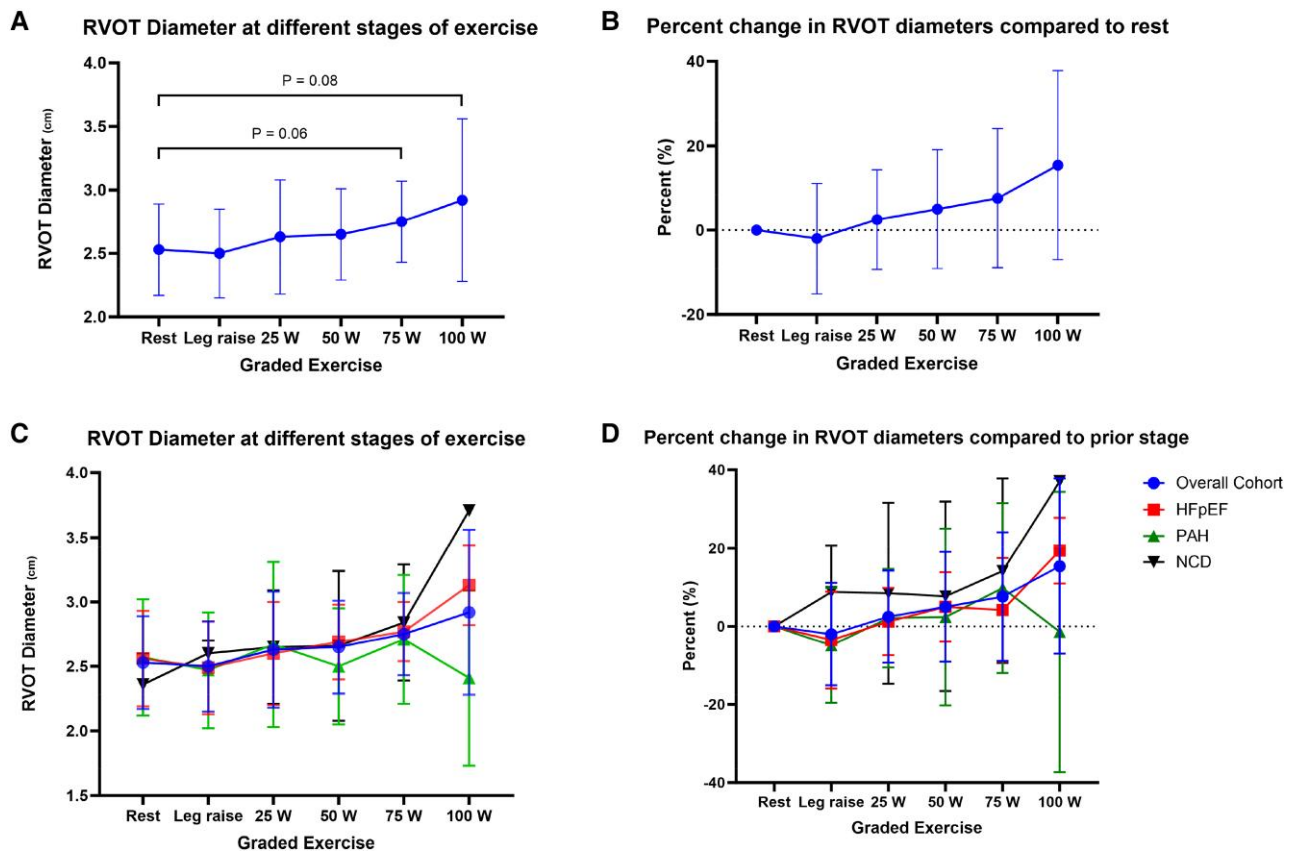 A
RVOT Diameter at different stages of exercise
4.0
3.5
3.0
2.5
2.0
RVOT Diameter (cm)
P = 0.08
P = 0.06
Rest Leg raise 25 W 50 W 75 W 100 W
Graded Exercise
B
Percent change in RVOT diameters compared to rest
40
20
0
-20
Percent (%)
Rest Leg raise 25 W 50 W 75 W 100 W
Graded Exercise
C
RVOT Diameter at different stages of exercise
4.0
3.5
3.0
2.5
2.0
1.5
RVOT Diameter (cm)
Rest Leg raise 25 W 50 W 75 W 100 W
Graded Exercise
D
Percent change in RVOT diameters compared to prior stage
40
20
0
-20
-40
Percent (%)
Rest Leg raise 25 W 50 W 75 W 100 W
Graded Exercise
Overall Cohort
HFpEF
PAH
NCD